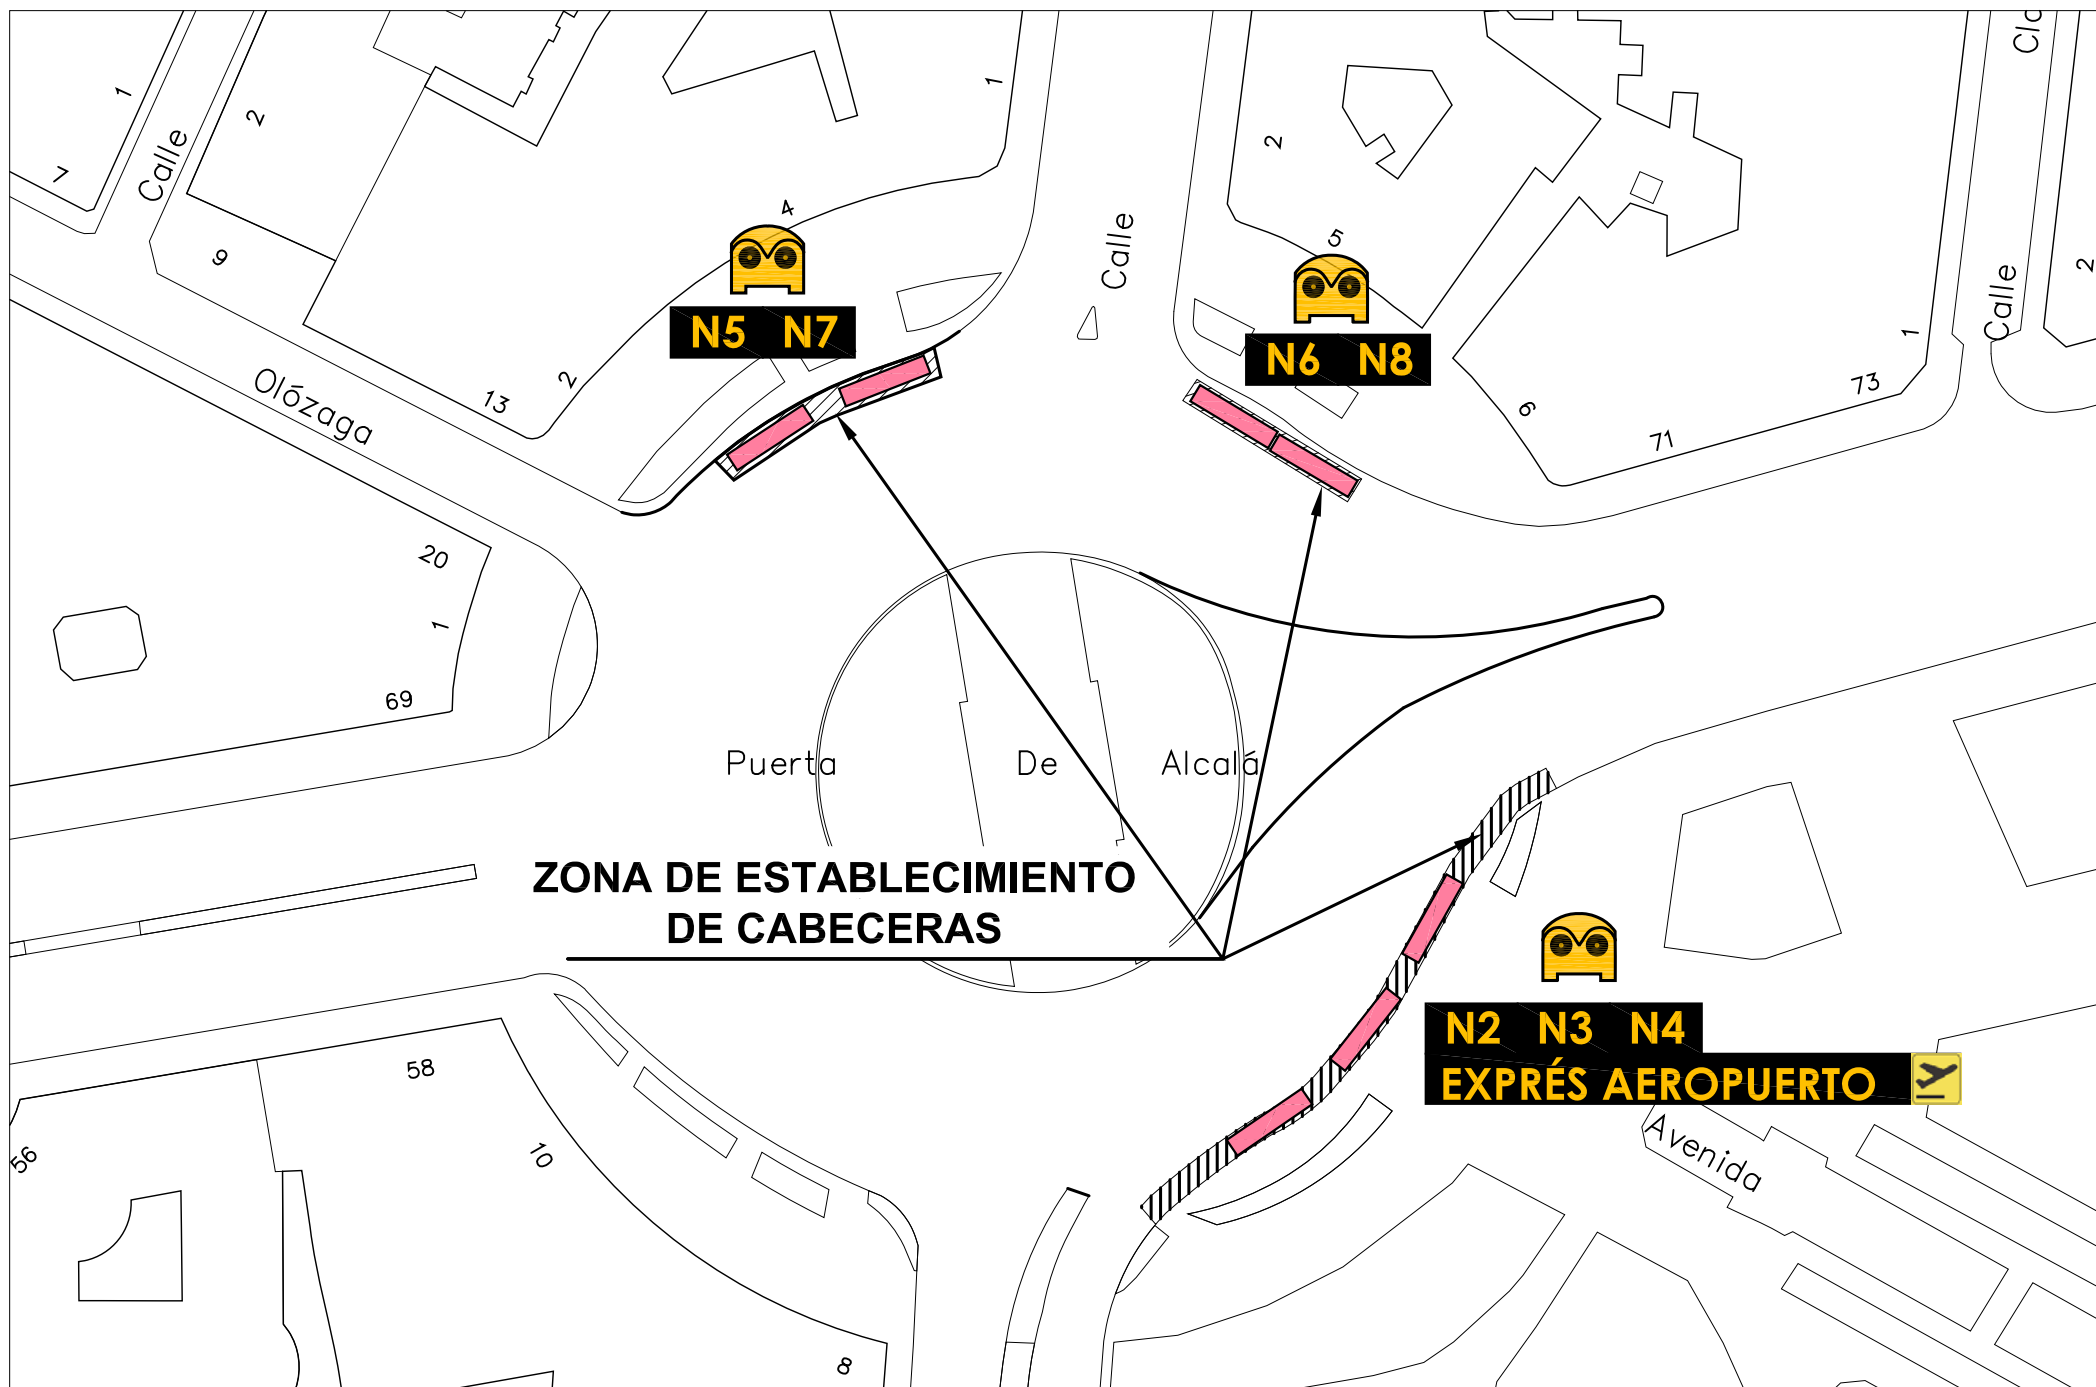 1
2
1
Cla
7
Calle
2
4
9
Calle
5
2
Calle
N5 N7
N6 N8
1
Olózaga
13
2
73
6
71
20
1
69
Puerta De Alcalá
ZONA DE ESTABLECIMIENTO
DE CABECERAS
N2 N3 N4
EXPRÉS AEROPUERTO
58
56
10
Avenida
8